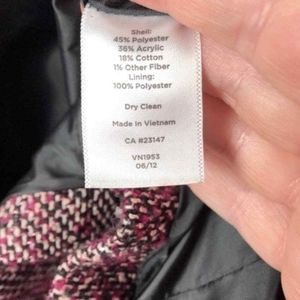 Shell:
45% Polyester
36% Acrylic
18% Cotton
1% Other Fiber
Lining:
100% Polyester
Dry Clean
Made In Vietnam
CA #23147
VN1953
06/12